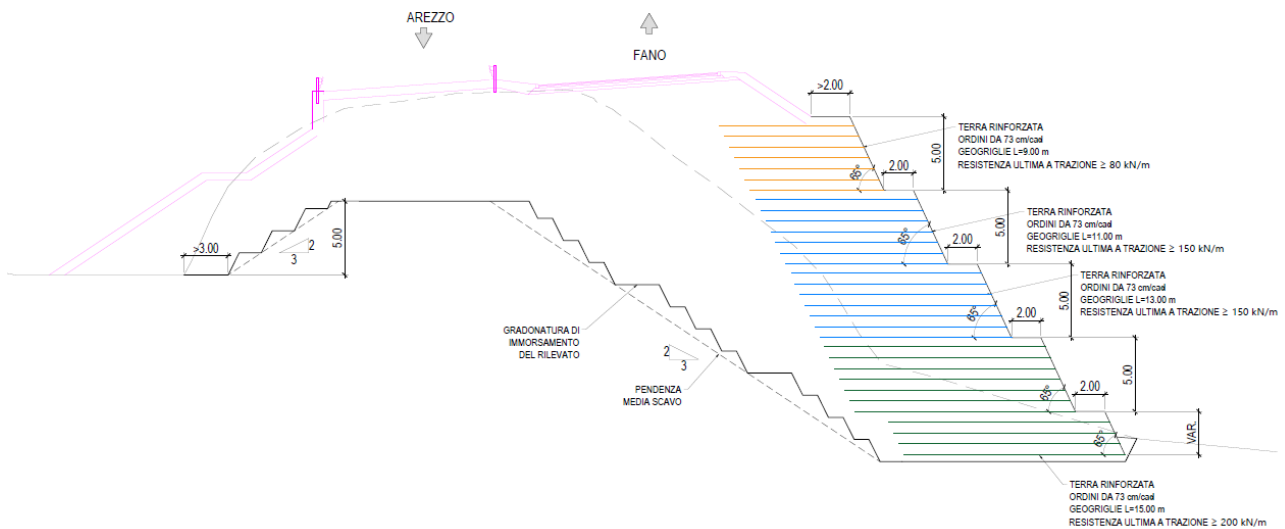 AREZZO
FANO
>2.00
TERRA RINFORZATA
ORDINI DA 73 cm/cad
GEOGRIGLIE L=9.00 m
RESISTENZA ULTIMA A TRAZIONE ≥ 80 kN/m
5.00
65°
2.00
TERRA RINFORZATA
ORDINI DA 73 cm/cad
GEOGRIGLIE L=11.00 m
RESISTENZA ULTIMA A TRAZIONE ≥ 150 kN/m
5.00
65°
2.00
>3.00
2
3
5.00
TERRA RINFORZATA
ORDINI DA 73 cm/cad
GEOGRIGLIE L=13.00 m
RESISTENZA ULTIMA A TRAZIONE ≥ 150 kN/m
5.00
65°
2.00
GRADONATURA DI
IMMORSAMENTO
DEL RILEVATO
2
3
PENDENZA
MEDIA SCAVO
5.00
65°
2.00
VAR.
65°
TERRA RINFORZATA
ORDINI DA 73 cm/cad
GEOGRIGLIE L=15.00 m
RESISTENZA ULTIMA A TRAZIONE ≥ 200 kN/m